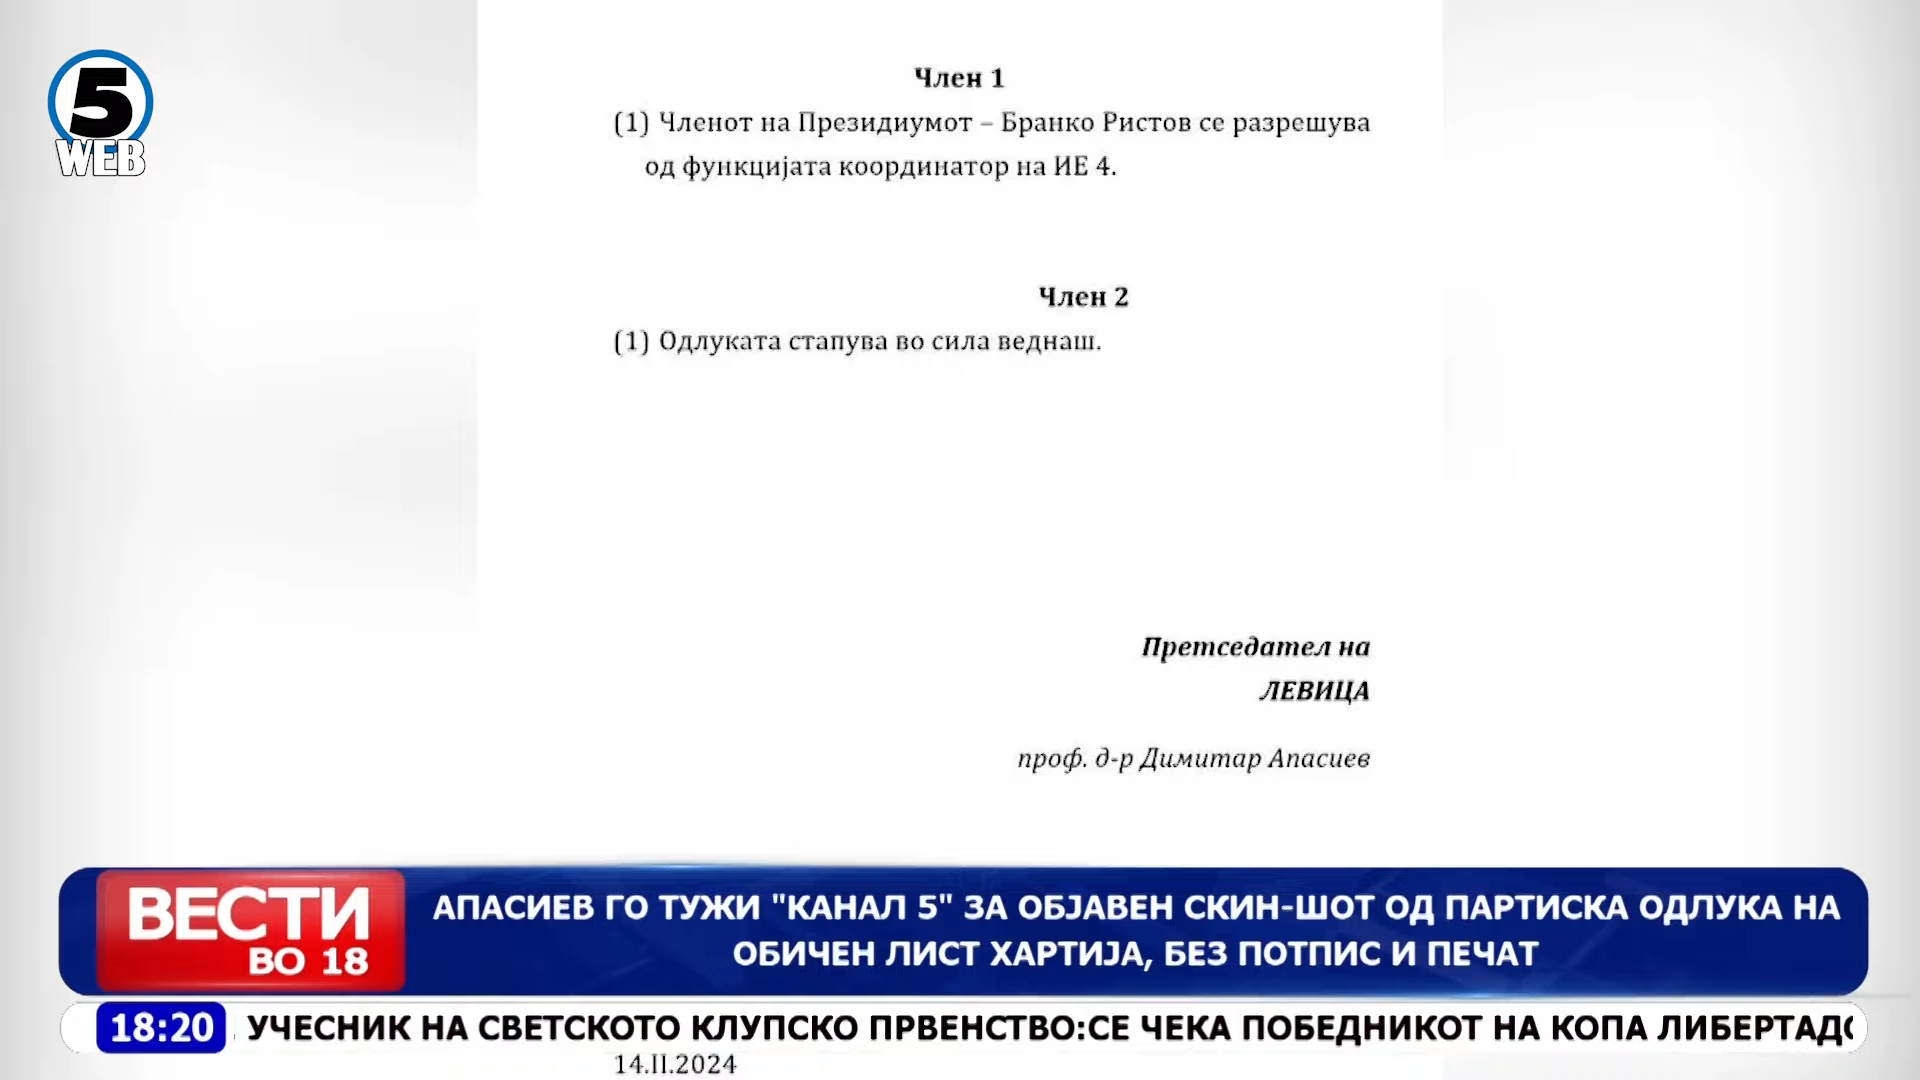 5
WEB
Член 1
(1) Членот на Президиумот – Бранко Ристов се разрешува
од функцијата координатор на ИЕ 4.
Член 2
(1) Одлуката стапува во сила веднаш.
Претседател на
ЛЕВИЦА
проф. д-р Димитар Апасиев
ВЕСТИ
ВО 18
АПАСИЕВ ГО ТУЖИ "КАНАЛ 5" ЗА ОБЈАВЕН СКИН-ШОТ ОД ПАРТИСКА ОДЛУКА НА
ОБИЧЕН ЛИСТ ХАРТИЈА, БЕЗ ПОТПИС И ПЕЧАТ
18:20 УЧЕСНИК НА СВЕТСКОТО КЛУПСКО ПРВЕНСТВО:СЕ ЧЕКА ПОБЕДНИКОТ НА КОПА
14.II.2024